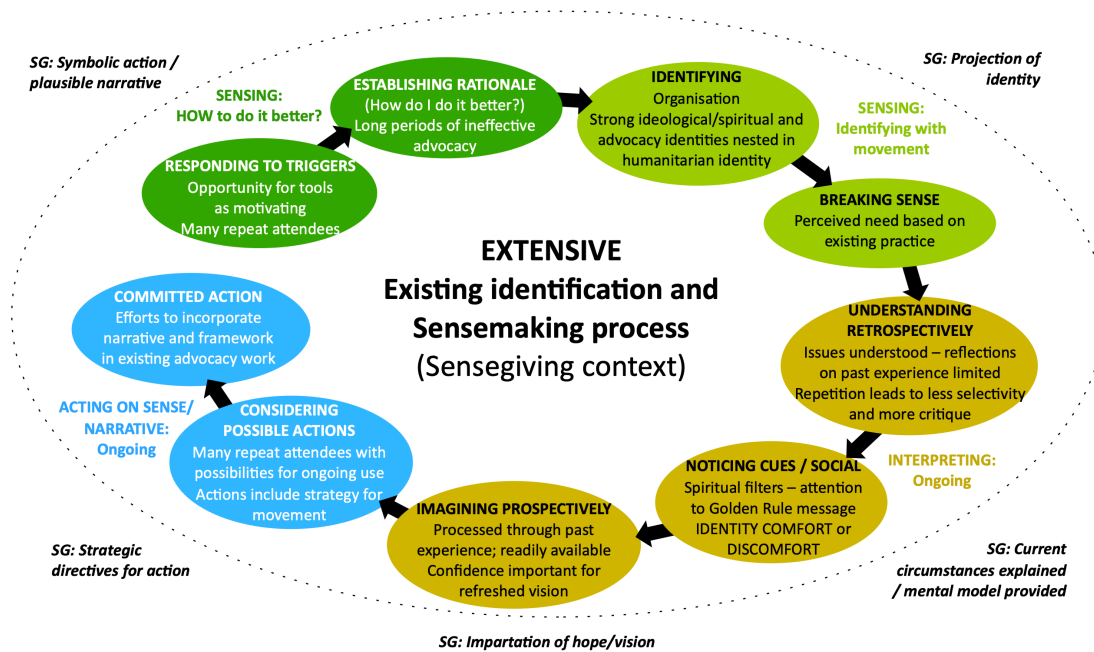 SG: Symbolic action /
plausible narrative
SG: Projection of
identity
SENSING:
HOW to do it better?
ESTABLISHING RATIONALE
(How do I do it better?)
Long periods of ineffective
advocacy
IDENTIFYING
Organisation
Strong ideological/spiritual and
advocacy identities nested in
humanitarian identity
SENSING:
Identifying with
movement
RESPONDING TO TRIGGERS
Opportunity for tools
as motivating
Many repeat attendees
BREAKING SENSE
Perceived need based on
existing practice
EXTENSIVE
Existing identification and
Sensemaking process
(Sensegiving context)
COMMITTED ACTION
Efforts to incorporate
narrative and framework
in existing advocacy work
UNDERSTANDING
RETROSPECTIVELY
Issues understood – reflections
on past experience limited
Repetition leads to less selectivity
and more critique
ACTING ON SENSE/
NARRATIVE:
Ongoing
CONSIDERING
POSSIBLE ACTIONS
Many repeat attendees with
possibilities for ongoing use
Actions include strategy for
movement
NOTICING CUES / SOCIAL
Spiritual filters – attention
to Golden Rule message
IDENTITY COMFORT or
DISCOMFORT
INTERPRETING:
Ongoing
IMAGINING PROSPECTIVELY
Processed through past
experience; readily available
Confidence important for
refreshed vision
SG: Strategic
directives for action
SG: Current
circumstances explained
/ mental model provided
SG: Impartation of hope/vision